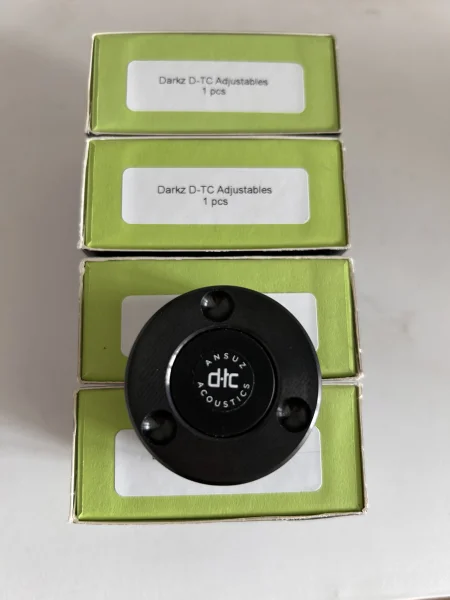 Darkz D-TC Adjustables
1 pcs
Darkz D-TC Adjustables
1 pcs
ANSUZ
d·tc
ACOUSTICS